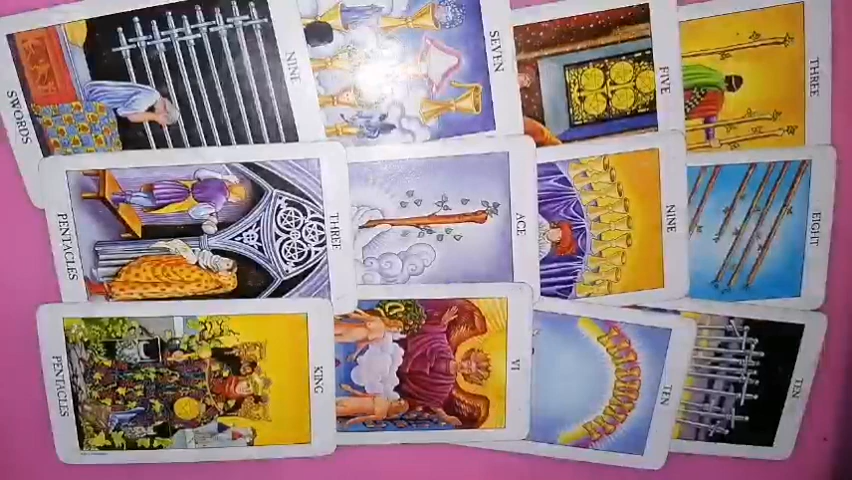 NINE
SWORDS
SEVEN
FIVE
THREE
THREE
PENTACLES
ACE
NINE
EIGHT
KING
PENTACLES
VI
TEN
TEN